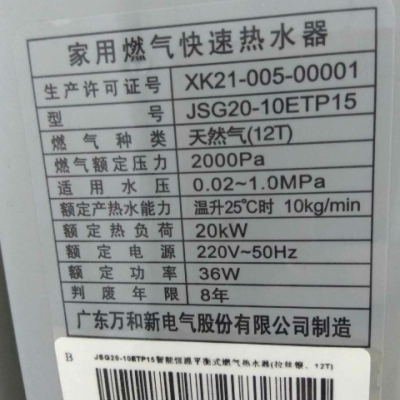 家用燃气快速热水器
生产许可证号 XK21-005-00001
型号 JSG20-10ETP15
燃气种类 天然气(12T)
燃气额定压力 2000Pa
适用水压 0.02~1.0MPa
额定产热水能力 温升25℃时 10kg/min
额定热负荷 20kW
额定电源 220V~50Hz
额定功率 36W
判废年限 8年
广东万和新电气股份有限公司制造
B JSG20-10ETP15智能恒温平衡式燃气热水器(拉丝银、12T)